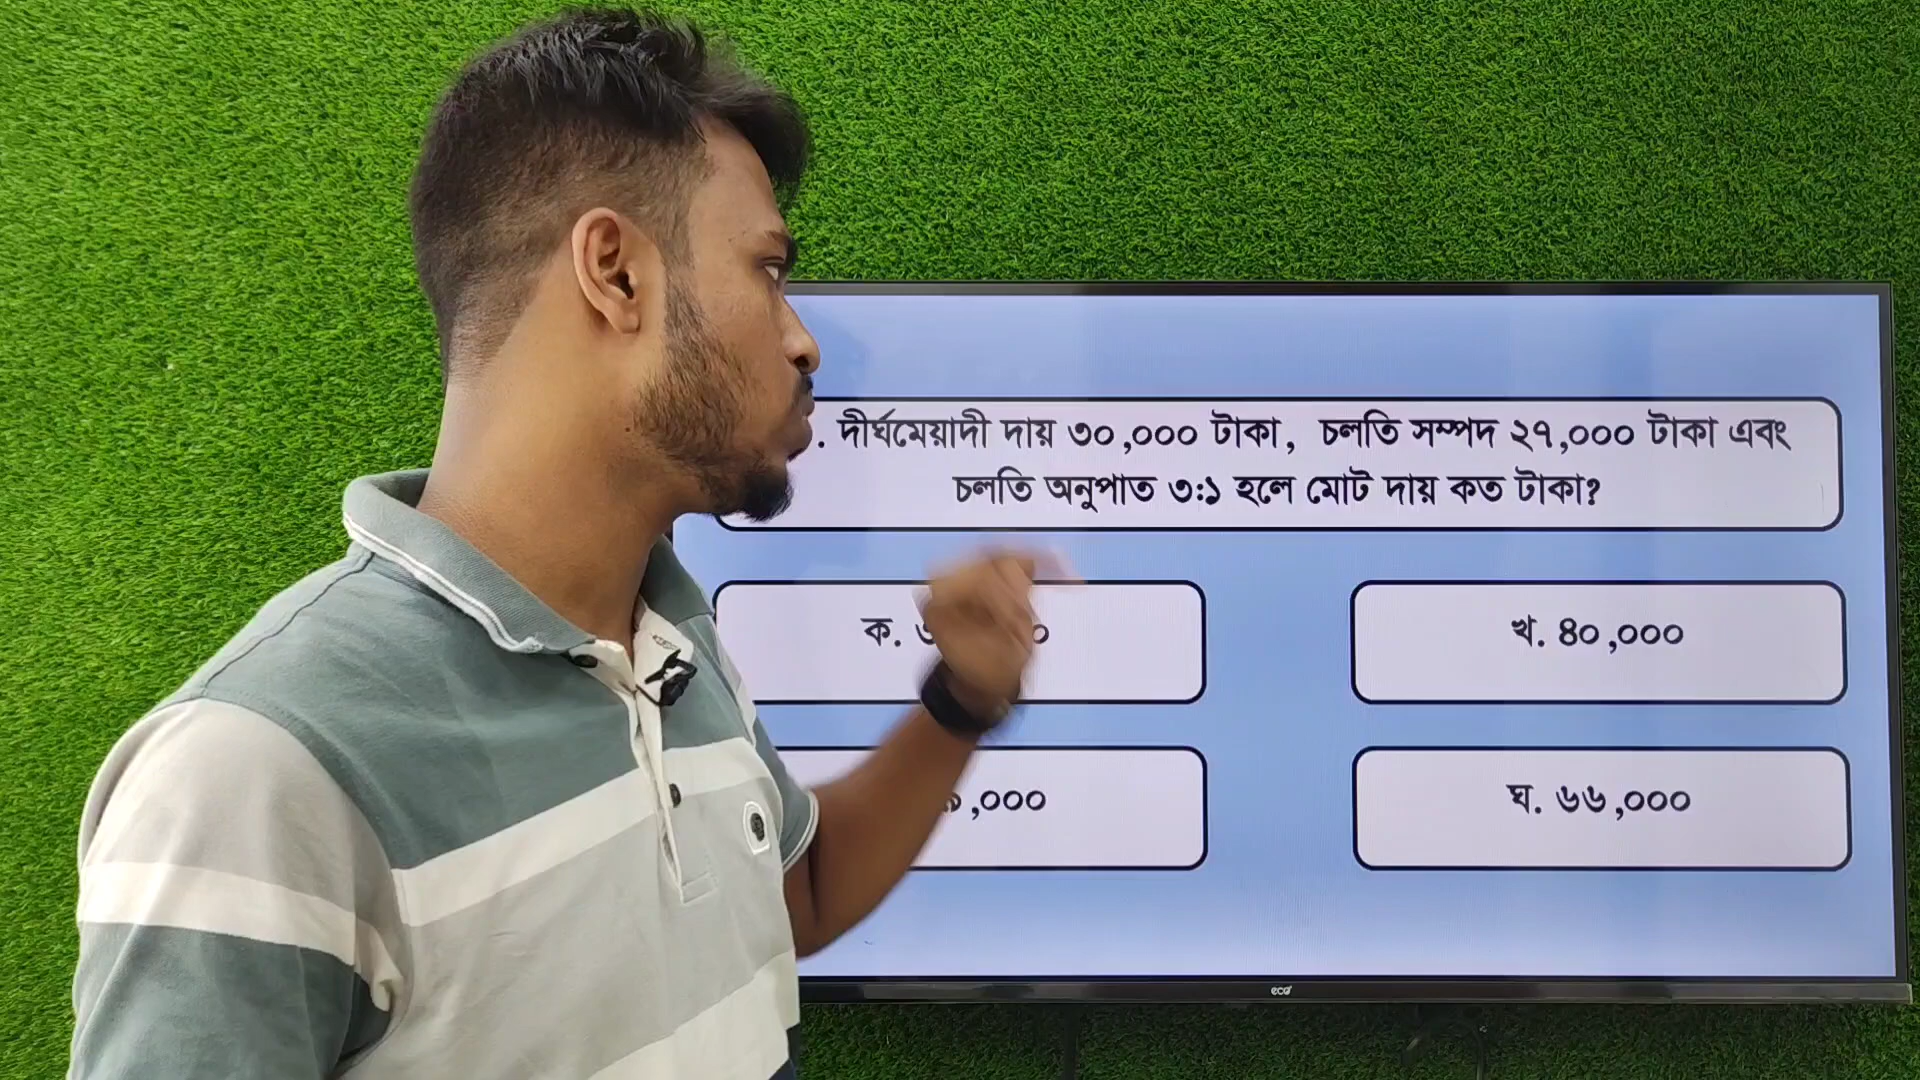 . দীর্ঘমেয়াদী দায় ৩০,০০০ টাকা, চলতি সম্পদ ২৭,০০০ টাকা এবং
চলতি অনুপাত ৩:১ হলে মোট দায় কত টাকা?
ক.
খ. ৪০,০০০
,০০০
ঘ. ৬৬,০০০
eco